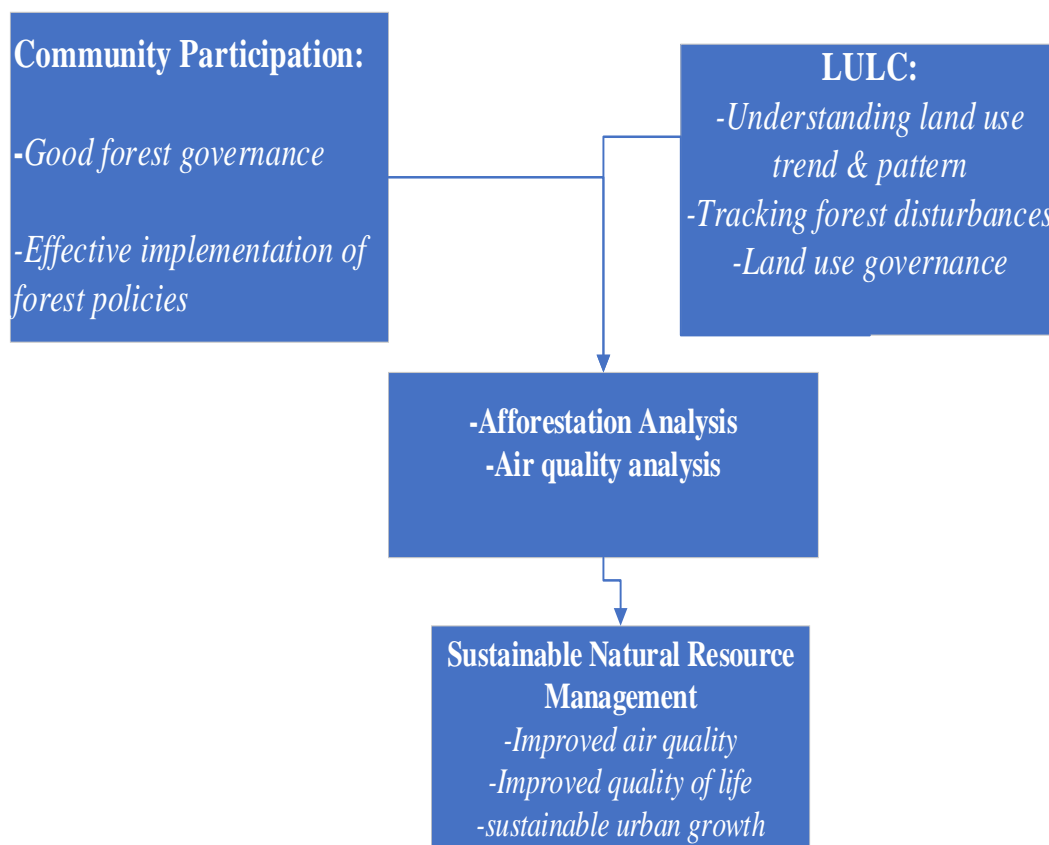 Community Participation:
-Good forest governance
-Effective implementation of
forest policies
LULC:
-Understanding land use
trend & pattern
-Tracking forest disturbances
-Land use governance
-Afforestation Analysis
-Air quality analysis
Sustainable Natural Resource
Management
-Improved air quality
-Improved quality of life
-sustainable urban growth